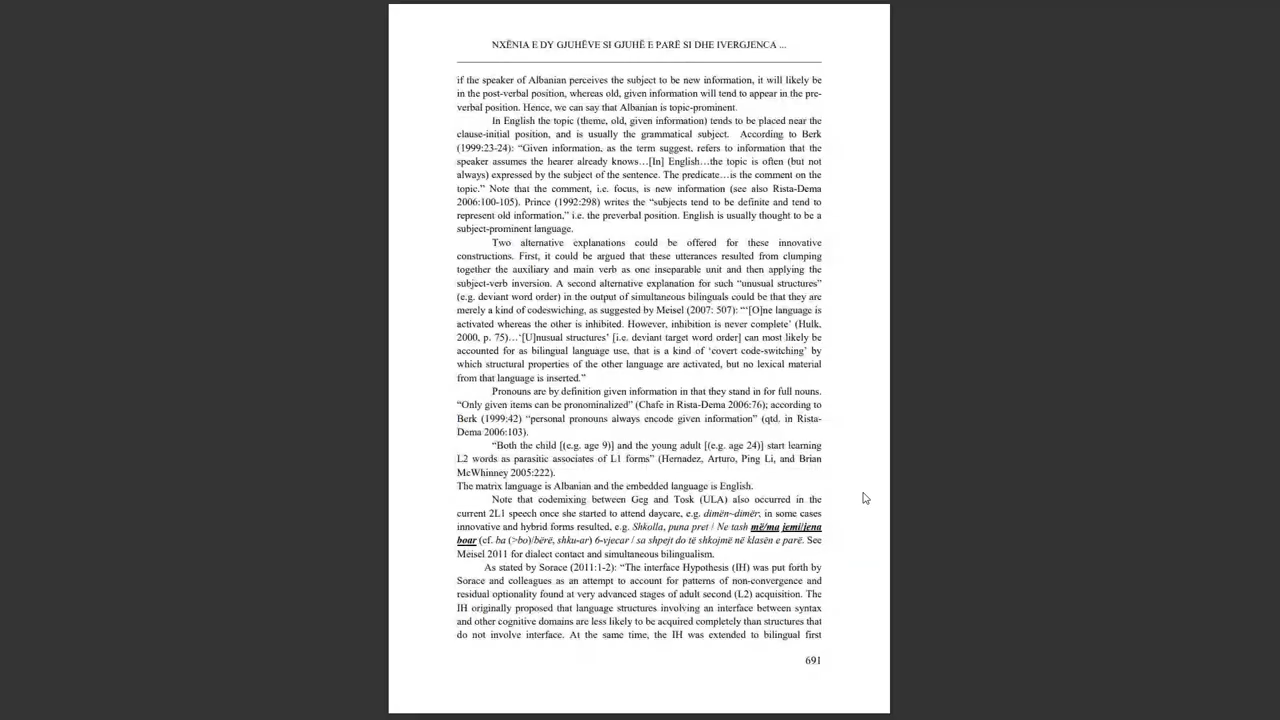 NXËNIA E DY GJUHËVE SI GJUHË E PARË SI DHE IVERGJENCA ...
if the speaker of Albanian perceives the subject to be new information, it will likely be
in the post-verbal position, whereas old, given information will tend to appear in the pre-
verbal position. Hence, we can say that Albanian is topic-prominent.
In English the topic (theme, old, given information) tends to be placed near the
clause-initial position, and is usually the grammatical subject. According to Berk
(1999:23-24): “Given information, as the term suggest, refers to information that the
speaker assumes the hearer already knows…[In] English…the topic is often (but not
always) expressed by the subject of the sentence. The predicate…is the comment on the
topic.” Note that the comment, i.e. focus, is new information (see also Rista-Dema
2006:100-105). Prince (1992:298) writes the “subjects tend to be definite and tend to
represent old information,” i.e. the preverbal position. English is usually thought to be a
subject-prominent language.
Two alternative explanations could be offered for these innovative
constructions. First, it could be argued that these utterances resulted from clumping
together the auxiliary and main verb as one inseparable unit and then applying the
subject-verb inversion. A second alternative explanation for such “unusual structures”
(e.g. deviant word order) in the output of simultaneous bilinguals could be that they are
merely a kind of codeswiching, as suggested by Meisel (2007: 507): “‘[O]ne language is
activated whereas the other is inhibited. However, inhibition is never complete’ (Hulk,
2000, p. 75)…‘[U]nusual structures’ [i.e. deviant target word order] can most likely be
accounted for as bilingual language use, that is a kind of ‘covert code-switching’ by
which structural properties of the other language are activated, but no lexical material
from that language is inserted.”
Pronouns are by definition given information in that they stand in for full nouns.
“Only given items can be pronominalized” (Chafe in Rista-Dema 2006:76); according to
Berk (1999:42) “personal pronouns always encode given information” (qtd. in Rista-
Dema 2006:103).
“Both the child [(e.g. age 9)] and the young adult [(e.g. age 24)] start learning
L2 words as parasitic associates of L1 forms” (Hernadez, Arturo, Ping Li, and Brian
McWhinney 2005:222).
The matrix language is Albanian and the embedded language is English.
Note that codemixing between Geg and Tosk (ULA) also occurred in the
current 2L1 speech once she started to attend daycare, e.g. dimën~dimër, in some cases
innovative and hybrid forms resulted, e.g. Shkolla, puna pret / Ne tash më/ma jemi/jena
boar (cf. ba (>bo)/bërë, shku-ar) 6-vjecar / sa shpejt do të shkojmë në klasën e parë. See
Meisel 2011 for dialect contact and simultaneous bilingualism.
As stated by Sorace (2011:1-2): “The interface Hypothesis (IH) was put forth by
Sorace and colleagues as an attempt to account for patterns of non-convergence and
residual optionality found at very advanced stages of adult second (L2) acquisition. The
IH originally proposed that language structures involving an interface between syntax
and other cognitive domains are less likely to be acquired completely than structures that
do not involve interface. At the same time, the IH was extended to bilingual first
691